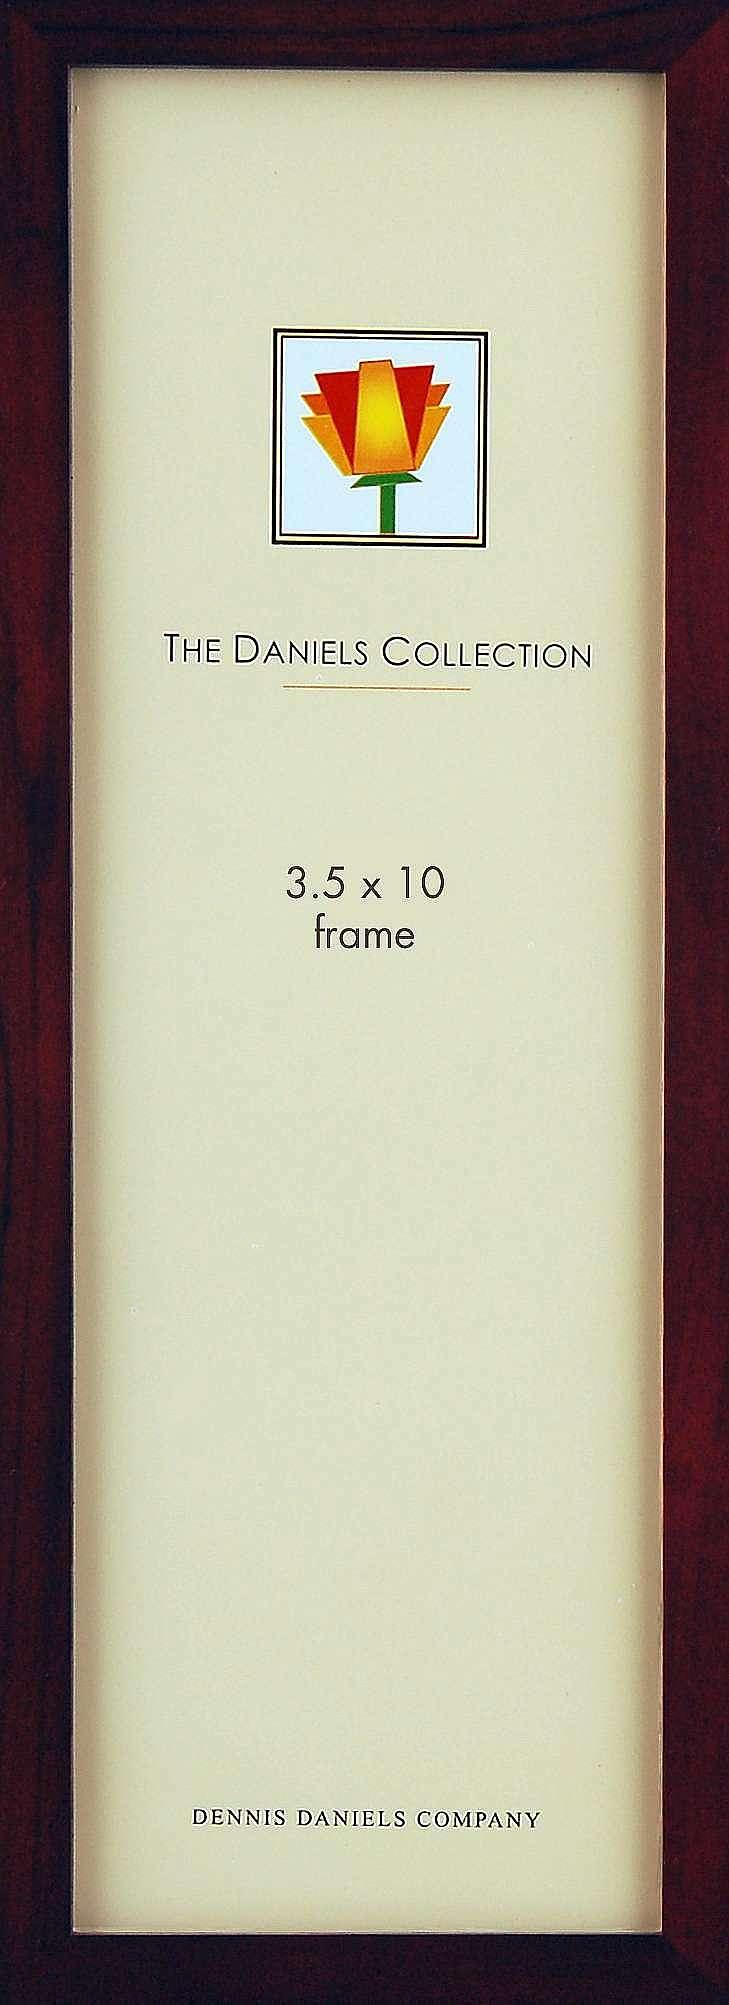 THE DANIELS COLLECTION
3.5 x 10
frame
DENNIS DANIELS COMPANY